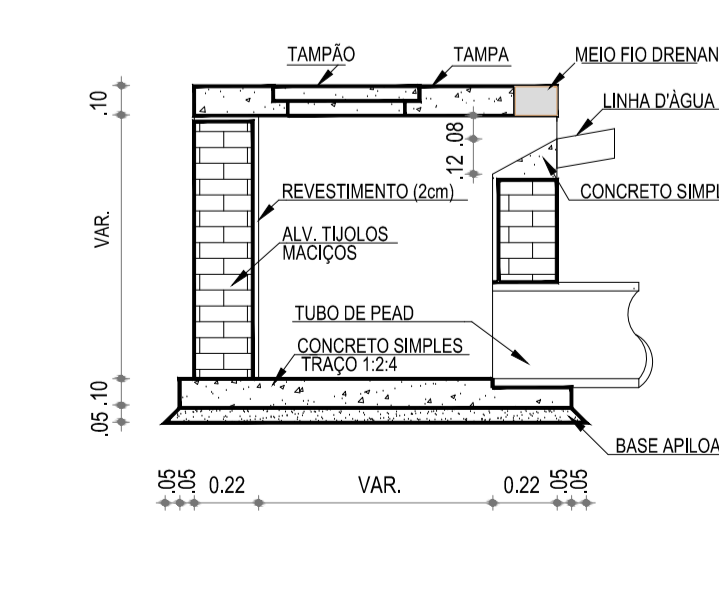 TAMPÃO
TAMPA
MEIO FIO DRENAN
LINHA D'ÀGUA
.10
.08
.12
CONCRETO SIMPL
REVESTIMENTO (2cm)
VAR.
ALV. TIJOLOS
MACIÇOS
TUBO DE PEAD
CONCRETO SIMPLES
TRAÇO 1:2:4
.10
.05
BASE APILOA
.05
.05
0.22
VAR.
0.22
.05
.05